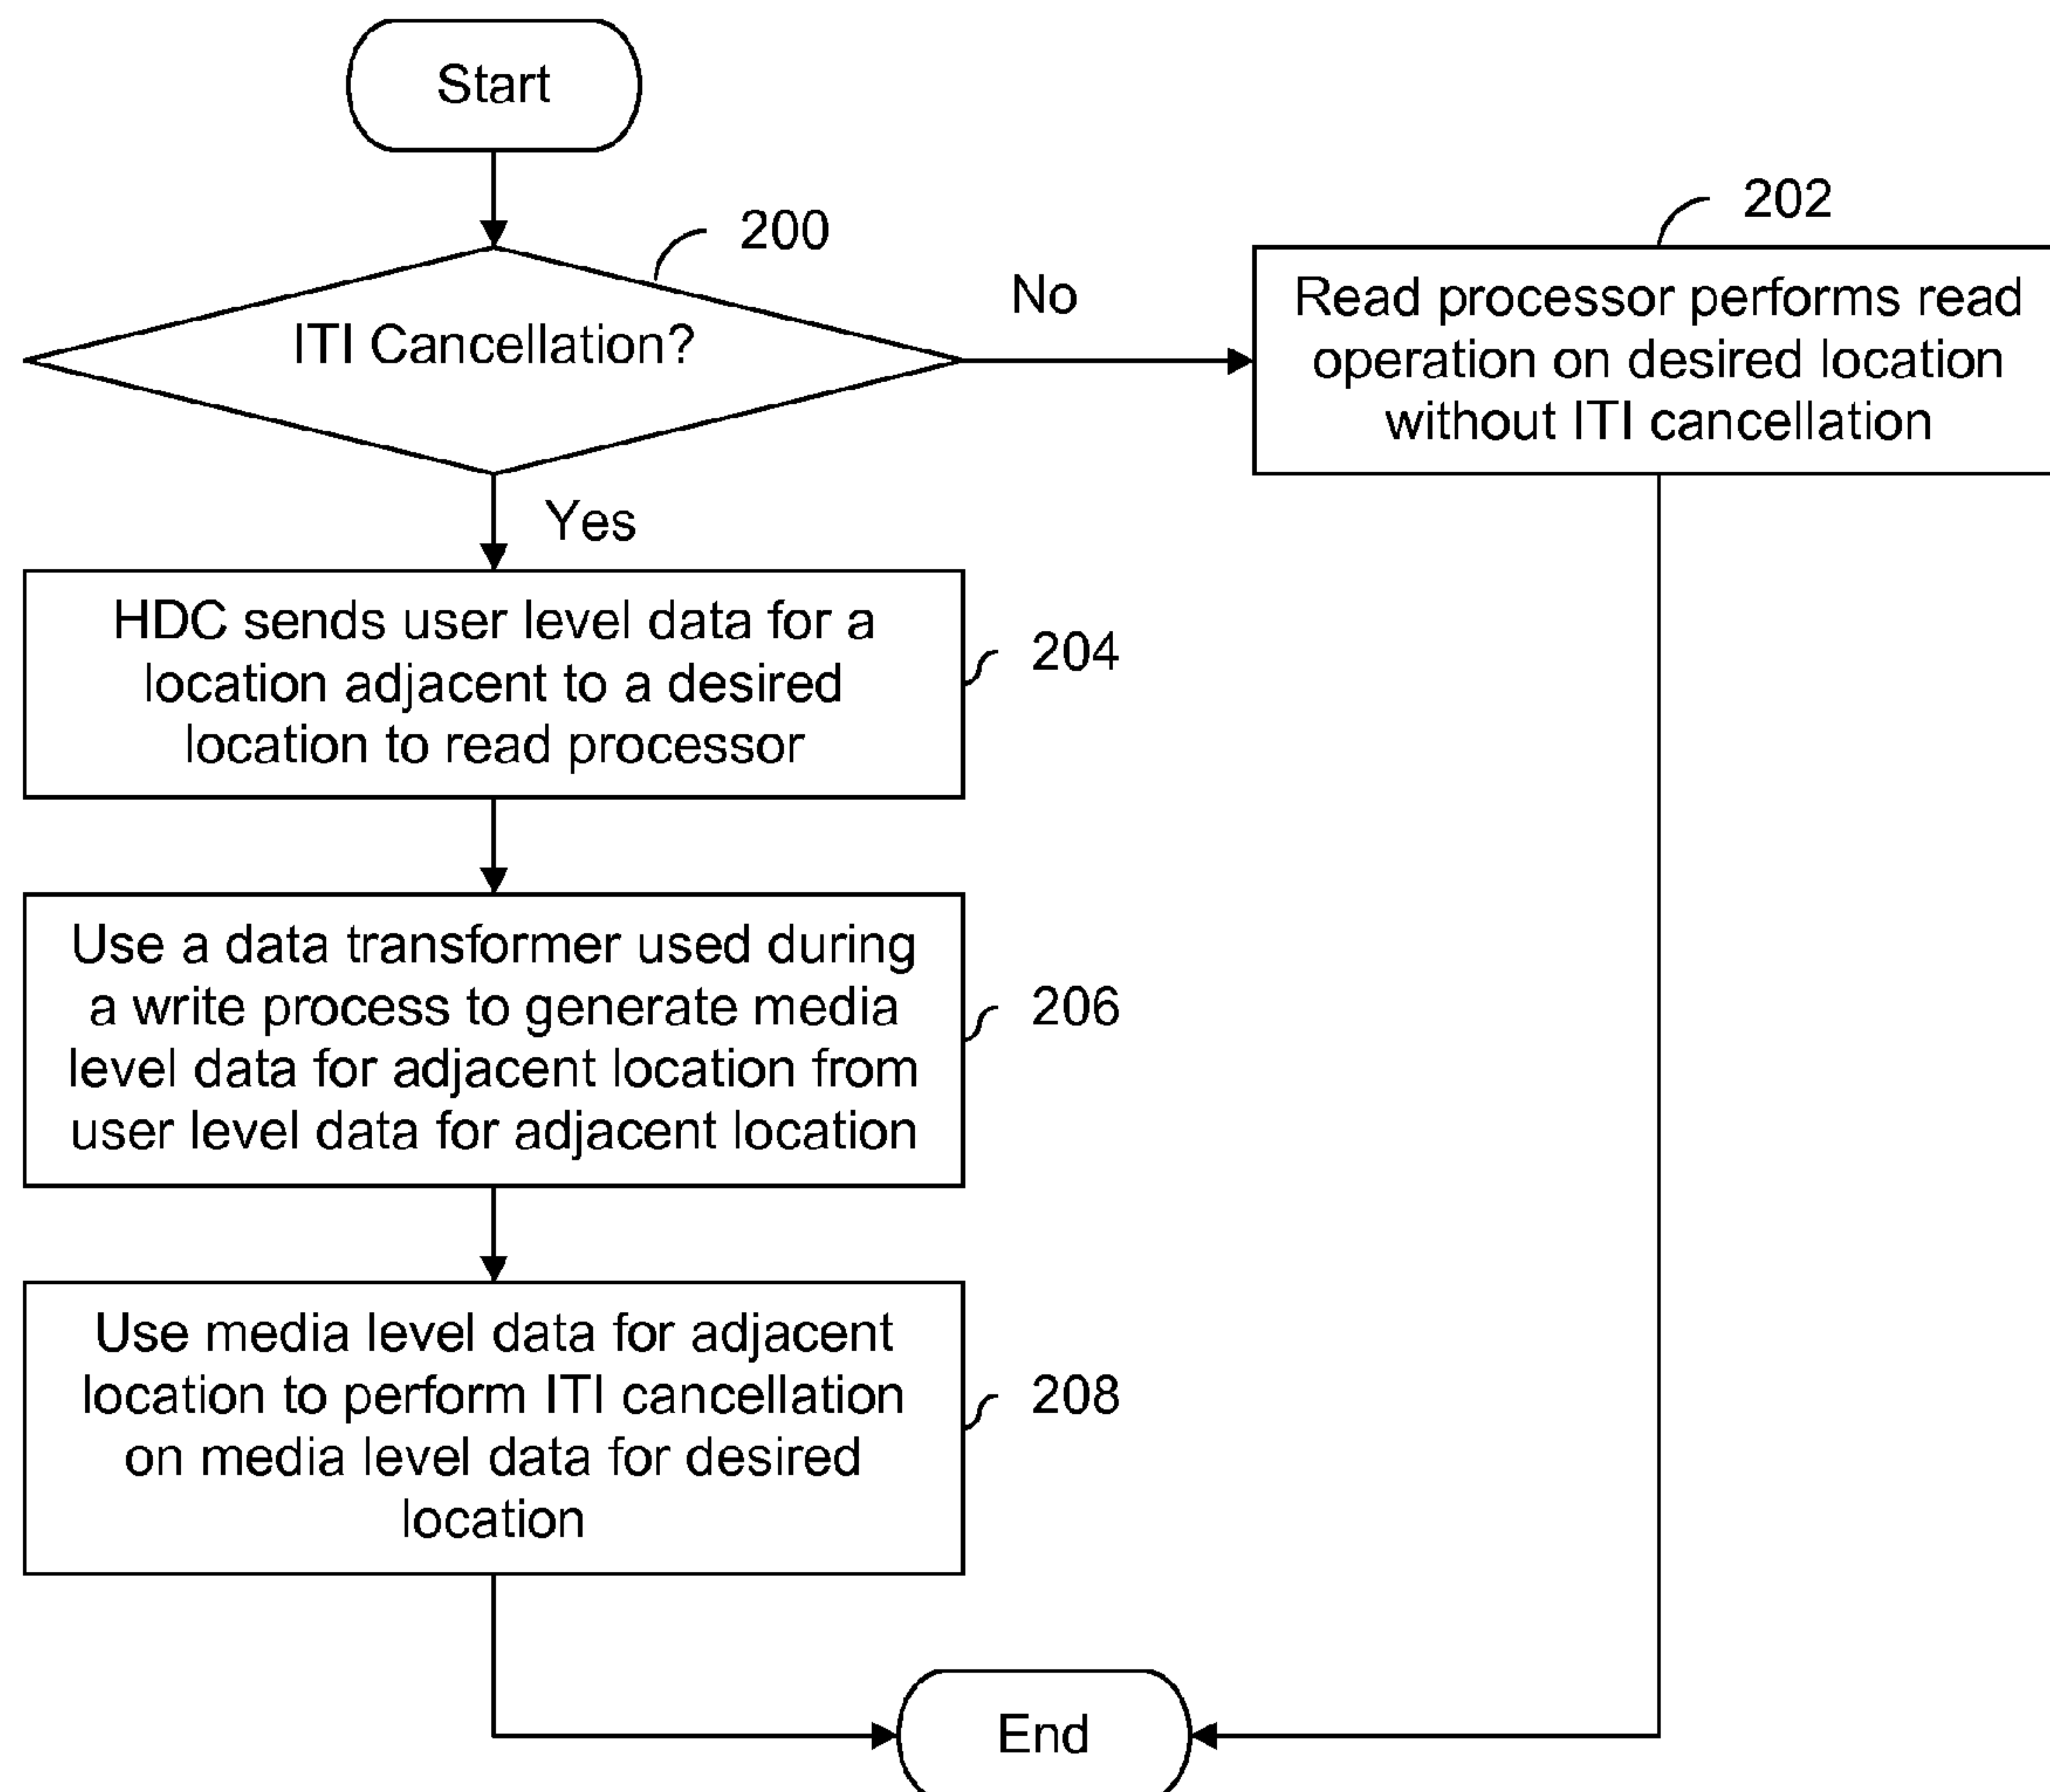 Start
200
ITI Cancellation?
No
202
Read processor performs read
operation on desired location
without ITI cancellation
Yes
HDC sends user level data for a
location adjacent to a desired
location to read processor
204
Use a data transformer used during
a write process to generate media
level data for adjacent location from
user level data for adjacent location
206
Use media level data for adjacent
location to perform ITI cancellation
on media level data for desired
location
208
End